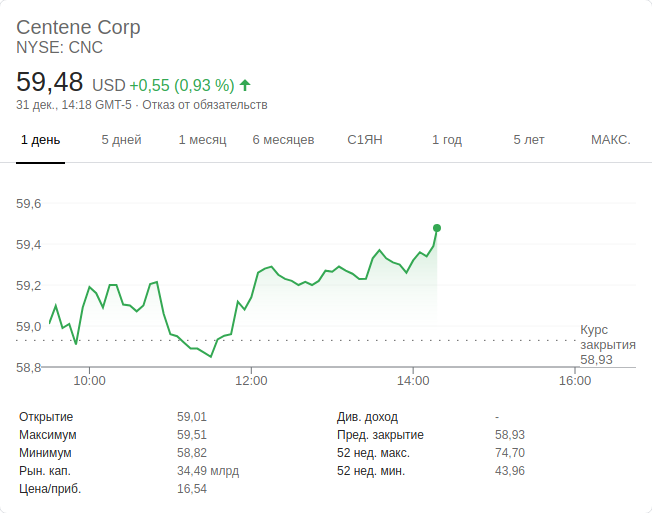 Centene Corp
NYSE: CNC
59,48 USD +0,55 (0,93 %)
31 дек., 14:18 GMT-5 · Отказ от обязательств
1 день 5 дней 1 месяц 6 месяцев С1ЯН 1 год 5 лет МАКС.
59,6
59,4
59,2
59,0
58,8
Курс
закрытия
58,93
10:00 12:00 14:00 16:00
Открытие 59,01 Див. доход -
Максимум 59,51 Пред. закрытие 58,93
Минимум 58,82 52 нед. макс. 74,70
Рын. кап. 34,49 млрд 52 нед. мин. 43,96
Цена/приб. 16,54